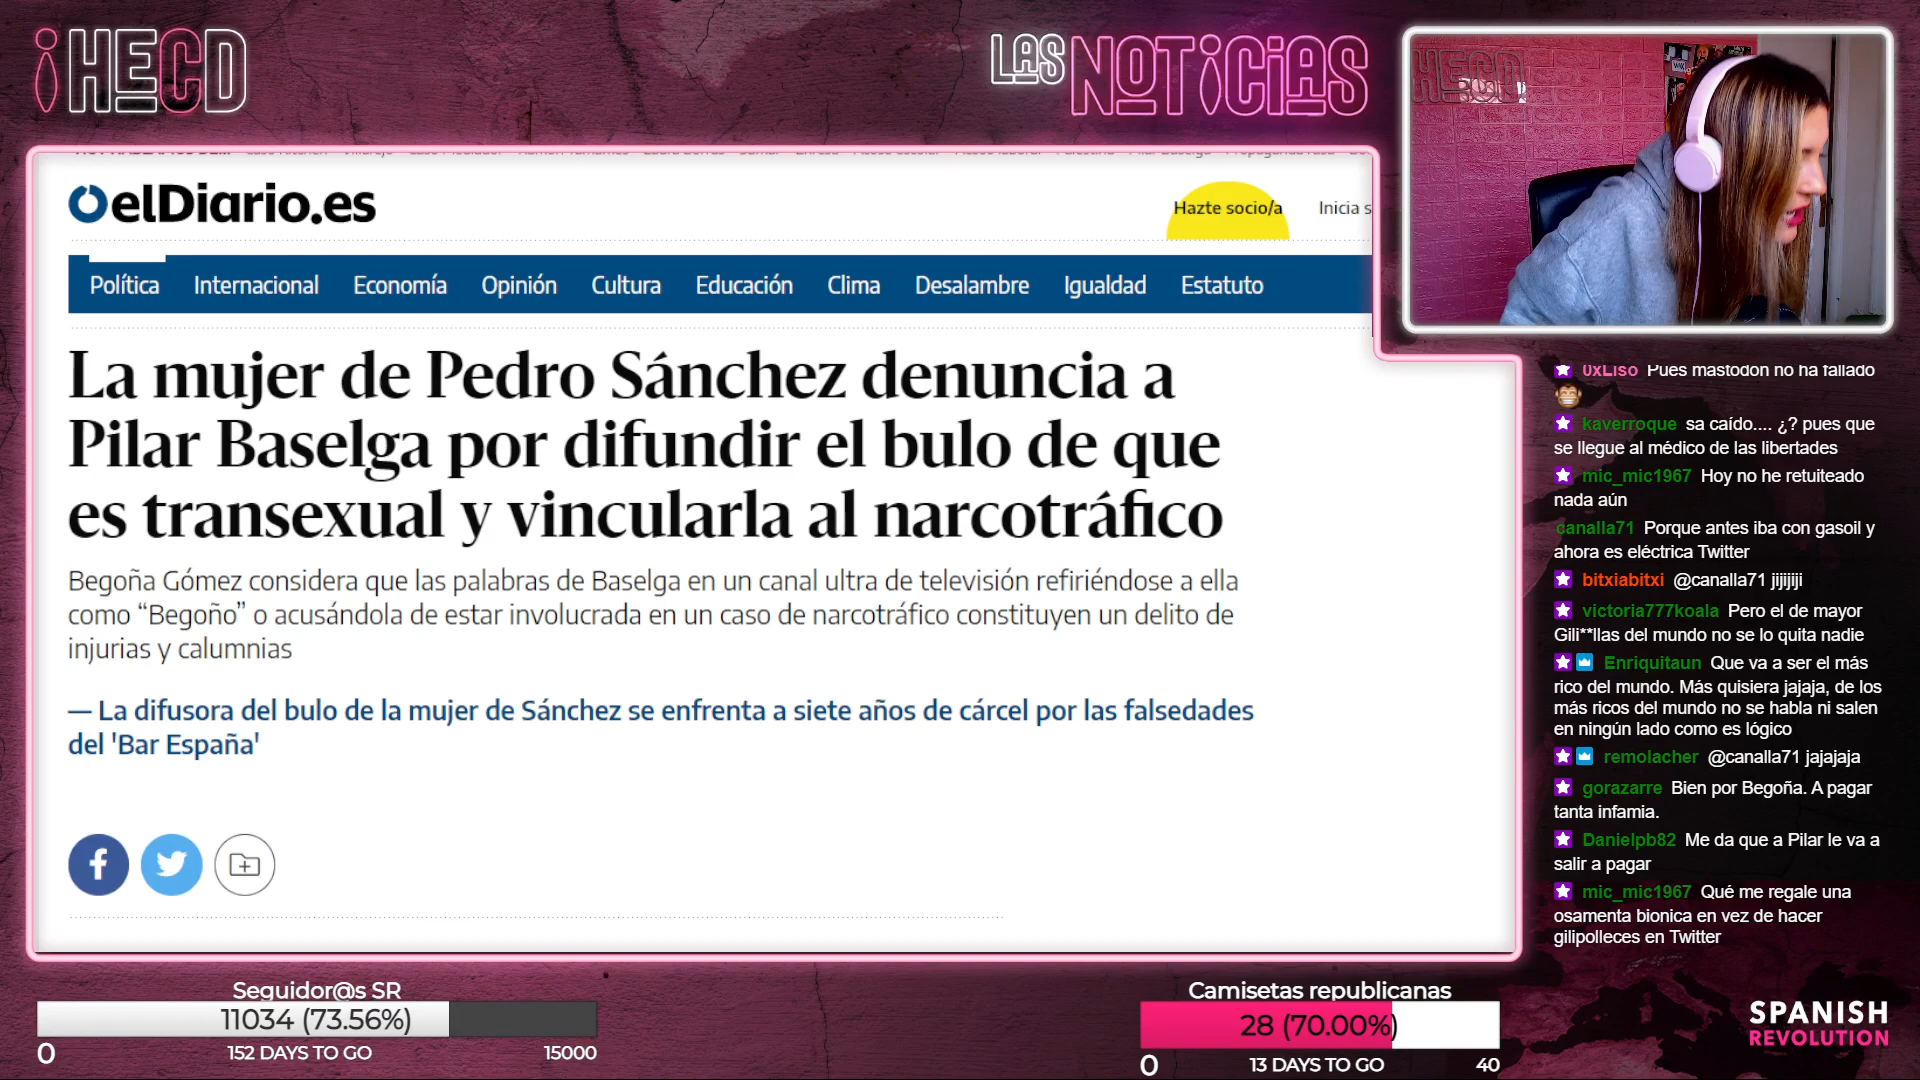 ¡HECD
LAS NOTICIAS
elDiario.es
Hazte socio/a
Inicia s
Política Internacional Economía Opinión Cultura Educación Clima Desalambre Igualdad Estatuto
La mujer de Pedro Sánchez denuncia a
Pilar Baselga por difundir el bulo de que
es transexual y vincularla al narcotráfico
Begoña Gómez considera que las palabras de Baselga en un canal ultra de televisión refiriéndose a ella
como “Begoño” o acusándola de estar involucrada en un caso de narcotráfico constituyen un delito de
injurias y calumnias
— La difusora del bulo de la mujer de Sánchez se enfrenta a siete años de cárcel por las falsedades
del 'Bar España'
HECD
0xLiso Pues mastodon no ha fallado
kaverroque sa caído.... ¿? pues que
se llegue al médico de las libertades
mic_mic1967 Hoy no he retuiteado
nada aún
canalla71 Porque antes iba con gasoil y
ahora es eléctrica Twitter
bitxiabitxi @canalla71 jijijiji
victoria777koala Pero el de mayor
Gili**llas del mundo no se lo quita nadie
Enriquitaun Que va a ser el más
rico del mundo. Más quisiera jajaja, de los
más ricos del mundo no se habla ni salen
en ningún lado como es lógico
remolacher @canalla71 jajajaja
gorazarre Bien por Begoña. A pagar
tanta infamia.
Danielpb82 Me da que a Pilar le va a
salir a pagar
mic_mic1967 Qué me regale una
osamenta bionica en vez de hacer
gilipolleces en Twitter
Seguidor@s SR
11034 (73.56%)
0 152 DAYS TO GO 15000
Camisetas republicanas
28 (70.00%)
0 13 DAYS TO GO 40
SPANISH
REVOLUTION